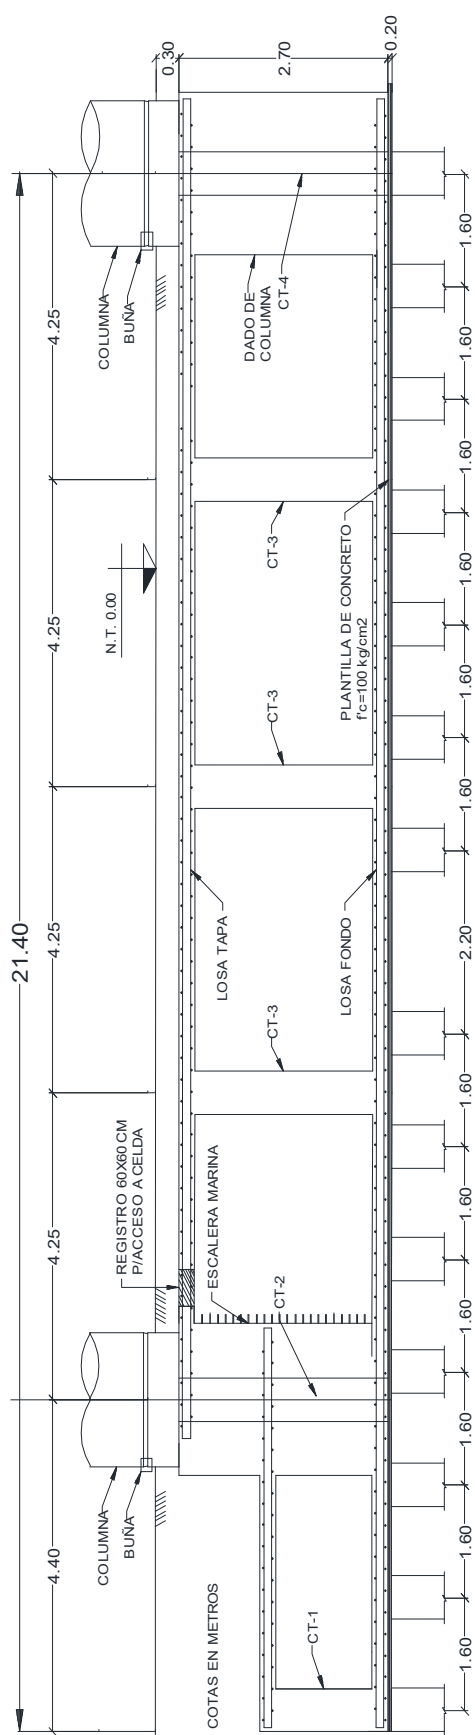 21.40
4.40
4.25
4.25
4.25
4.25
COLUMNA
BUÑA
REGISTRO 60X60 CM
P/ACCESO A CELDA
N.T. 0.00
COLUMNA
BUÑA
0.30
2.70
0.20
COTAS EN METROS
ESCALERA MARINA
LOSA TAPA
CT-1
CT-2
CT-3
CT-3
CT-3
DADO DE
COLUMNA
CT-4
LOSA FONDO
PLANTILLA DE CONCRETO
f'c=100 kg/cm2
1.60
1.60
1.60
1.60
1.60
1.60
2.20
1.60
1.60
1.60
1.60
1.60
1.60